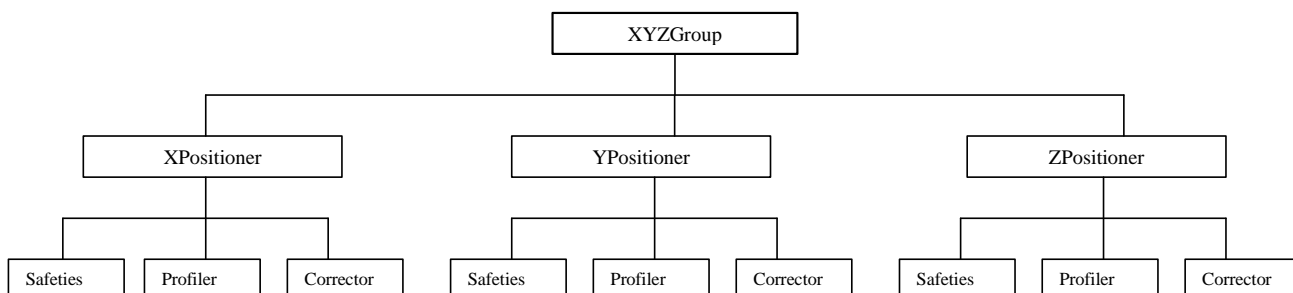 XYZGroup
XPositioner
YPositioner
ZPositioner
Safeties
Profiler
Corrector
Safeties
Profiler
Corrector
Safeties
Profiler
Corrector